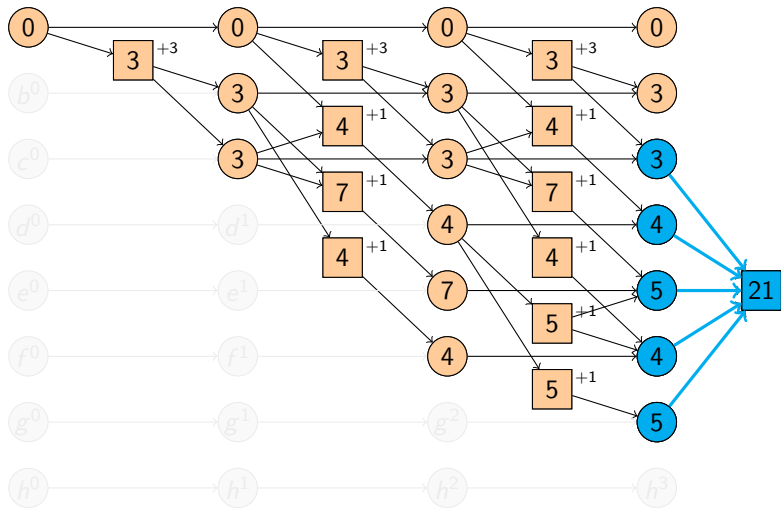 0 0 0 0
3 +3 3 +3 3 +3
b⁰ 3 3 3
4 +1 4 +1
c⁰ 3 3 3
7 +1 7 +1
d⁰ d¹ 4 4
4 +1 4 +1
e⁰ e¹ 7 5 21
5 +1
f⁰ f¹ 4 4
5 +1
g⁰ g¹ g² 5
h⁰ h¹ h² h³